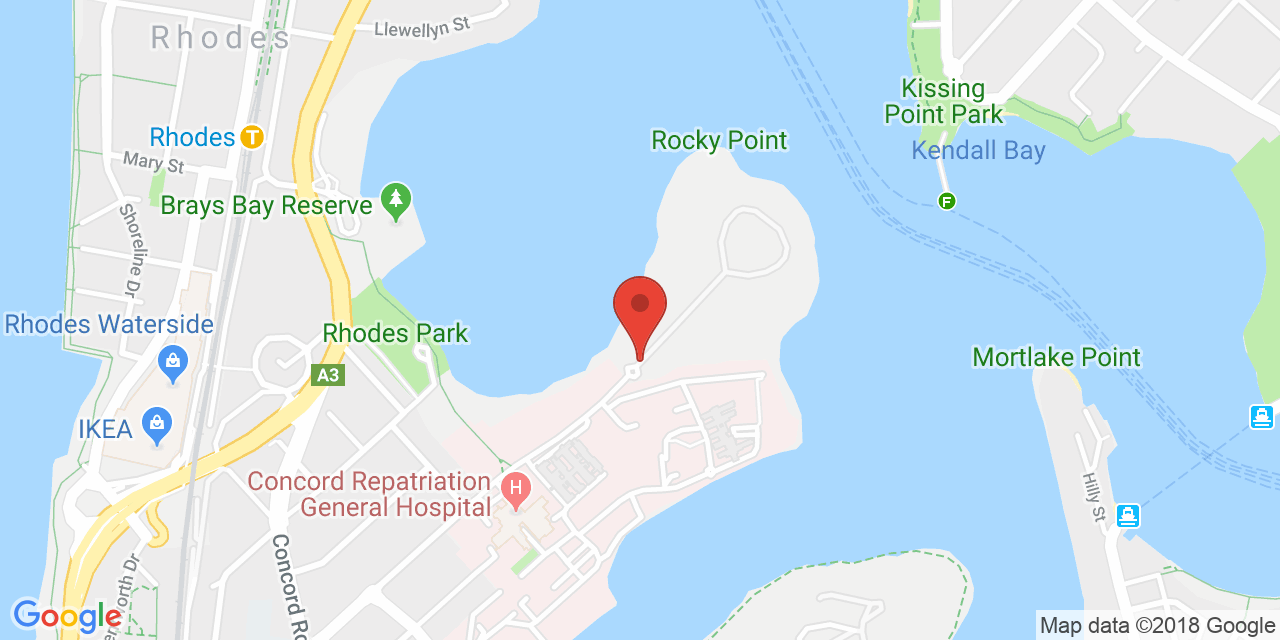 Llewellyn St
Rhodes
Kissing
Point Park
Rhodes T
Rocky Point
Kendall Bay
Mary St
F
Brays Bay Reserve
Shoreline Dr
Rhodes Waterside
Rhodes Park
Mortlake Point
A3
IKEA
Concord Repatriation
General Hospital
H
Hilly St
Concord Ro
worth Dr
Google
Map data ©2018 Google